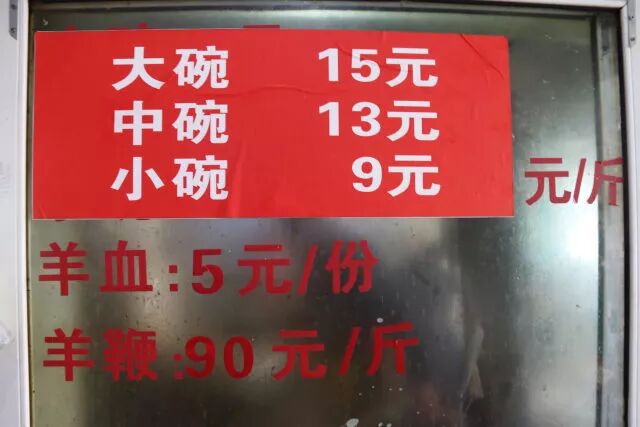 大碗 15元
中碗 13元
小碗 9元
元/斤
羊血:5元/份
羊鞭:90元/斤